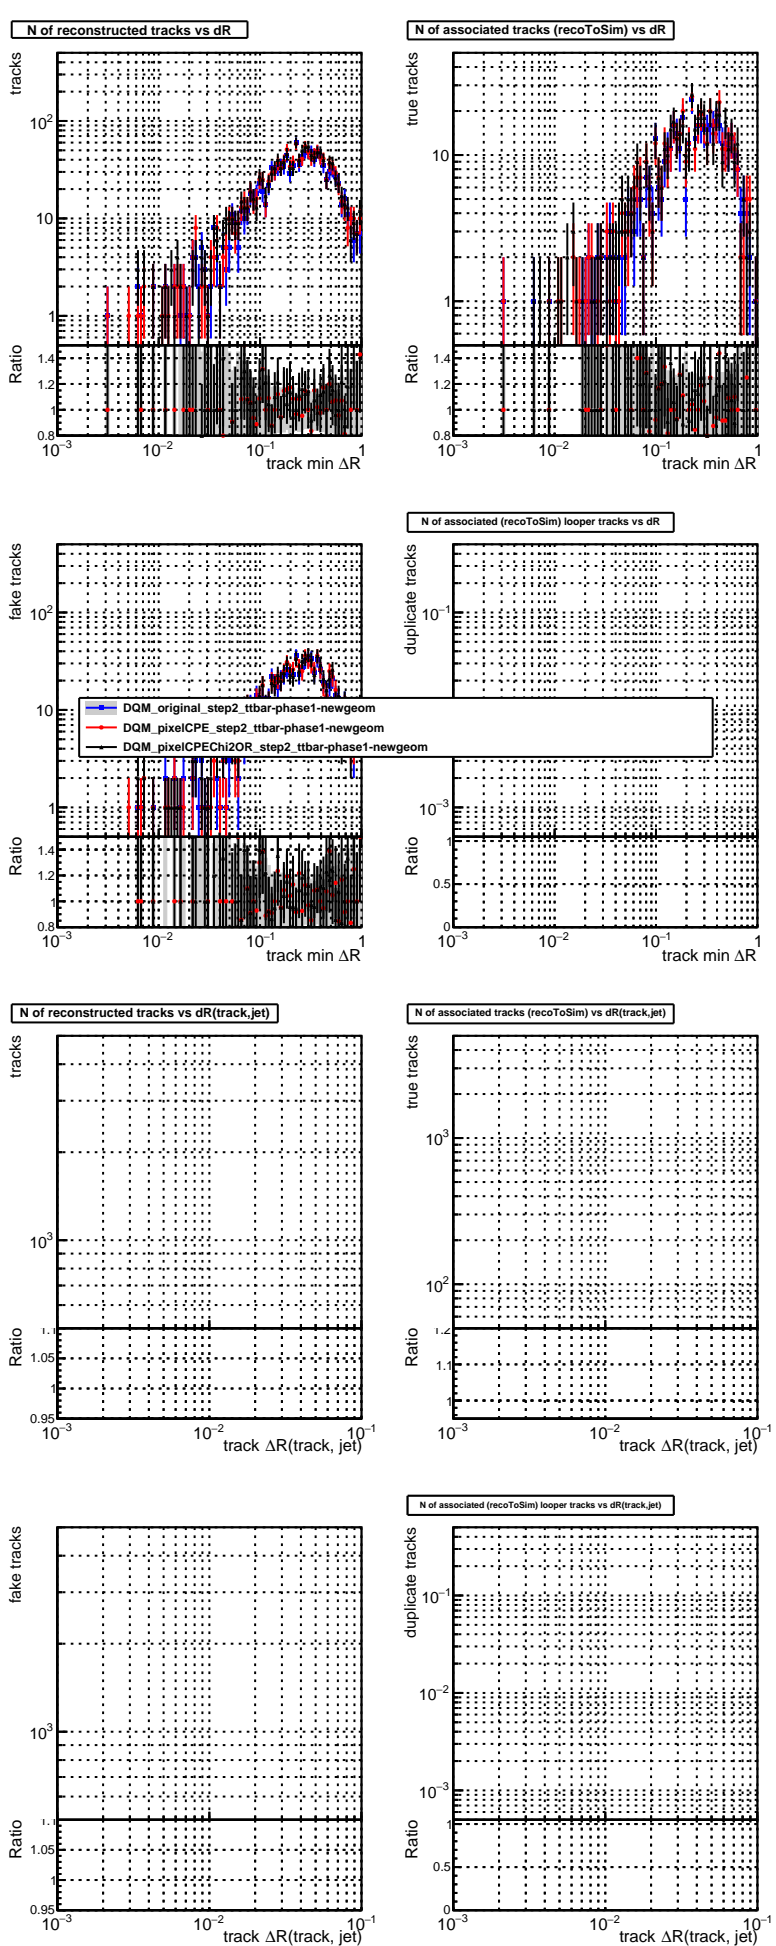 N of reconstructed tracks vs dR
tracks
10²
10
1
Ratio
1.4
1.2
1
0.8
10⁻³
10⁻²
10⁻¹
1
track min ΔR
N of associated tracks (recoToSim) vs dR
true tracks
10
1
Ratio
1.4
1.2
1
0.8
10⁻³
10⁻²
10⁻¹
1
track min ΔR
fake tracks
10²
10
1
Ratio
1.4
1.2
1
0.8
10⁻³
10⁻²
10⁻¹
1
track min ΔR
N of associated (recoToSim) looper tracks vs dR
duplicate tracks
10⁻¹
10⁻³
Ratio
1
0.5
0
10⁻³
10⁻²
10⁻¹
1
track min ΔR
DQM_original_step2_ttbar-phase1-newgeom
DQM_pixelCPE_step2_ttbar-phase1-newgeom
DQM_pixelCPEChi2OR_step2_ttbar-phase1-newgeom
N of reconstructed tracks vs dR(track,jet)
tracks
10³
Ratio
1.1
1.05
1
0.95
10⁻³
10⁻²
10⁻¹
track ΔR(track, jet)
N of associated tracks (recoToSim) vs dR(track,jet)
true tracks
10³
10²
Ratio
1.2
1.1
1
10⁻³
10⁻²
10⁻¹
track ΔR(track, jet)
fake tracks
10³
Ratio
1.1
1.05
1
0.95
10⁻³
10⁻²
10⁻¹
track ΔR(track, jet)
N of associated (recoToSim) looper tracks vs dR(track,jet)
duplicate tracks
10⁻¹
10⁻²
10⁻³
Ratio
1
0.5
0
10⁻³
10⁻²
10⁻¹
track ΔR(track, jet)